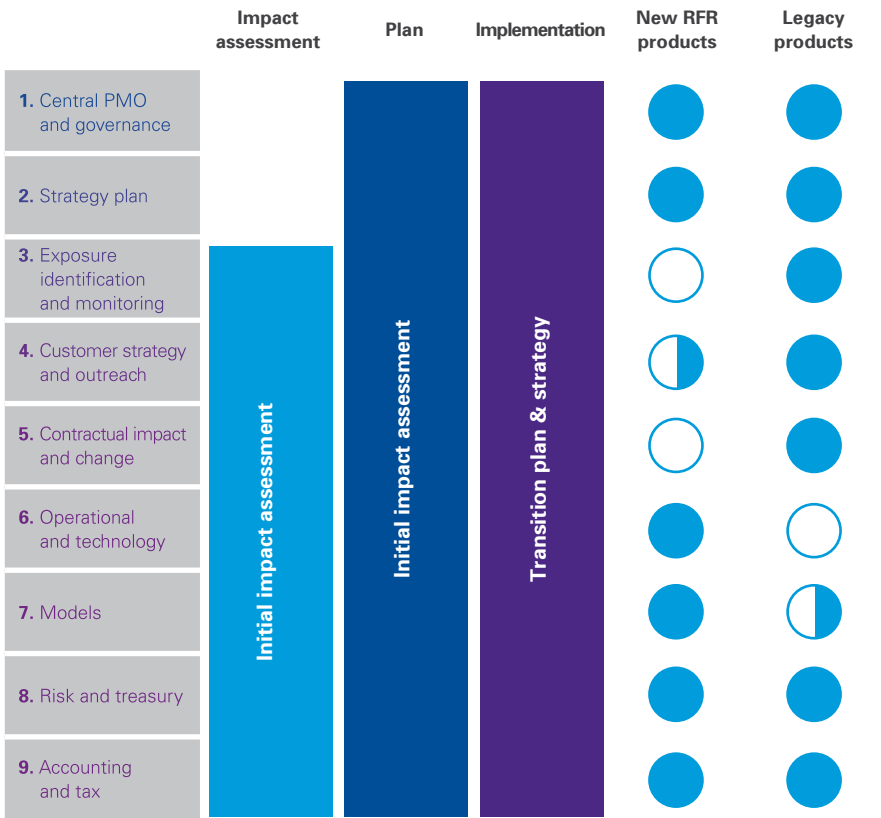 Impact
assessment
Plan
Implementation
New RFR
products
Legacy
products
1. Central PMO
and governance
2. Strategy plan
3. Exposure
identification
and monitoring
4. Customer strategy
and outreach
5. Contractual impact
and change
6. Operational
and technology
7. Models
8. Risk and treasury
9. Accounting
and tax
Initial impact assessment
Initial impact assessment
Transition plan & strategy